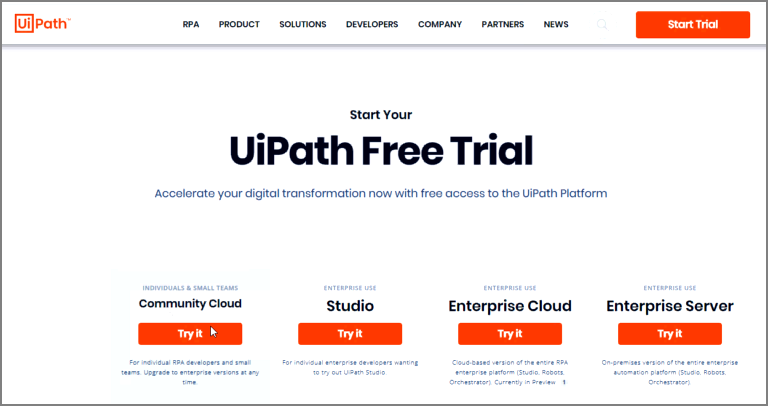 UiPath™ RPA PRODUCT SOLUTIONS DEVELOPERS COMPANY PARTNERS NEWS Start Trial
Start Your
UiPath Free Trial
Accelerate your digital transformation now with free access to the UiPath Platform
INDIVIDUALS & SMALL TEAMS
Community Cloud
Try it
For individual RPA developers and small
teams. Upgrade to enterprise versions at any
time.
ENTERPRISE USE
Studio
Try it
For individual enterprise developers wanting
to try out UiPath Studio
ENTERPRISE USE
Enterprise Cloud
Try it
Cloud-based version of the entire RPA
enterprise platform (Studio, Robots,
Orchestrator). Currently in Preview
ENTERPRISE USE
Enterprise Server
Try it
On-premises version of the entire enterprise
automation platform (Studio, Robots,
Orchestrator).